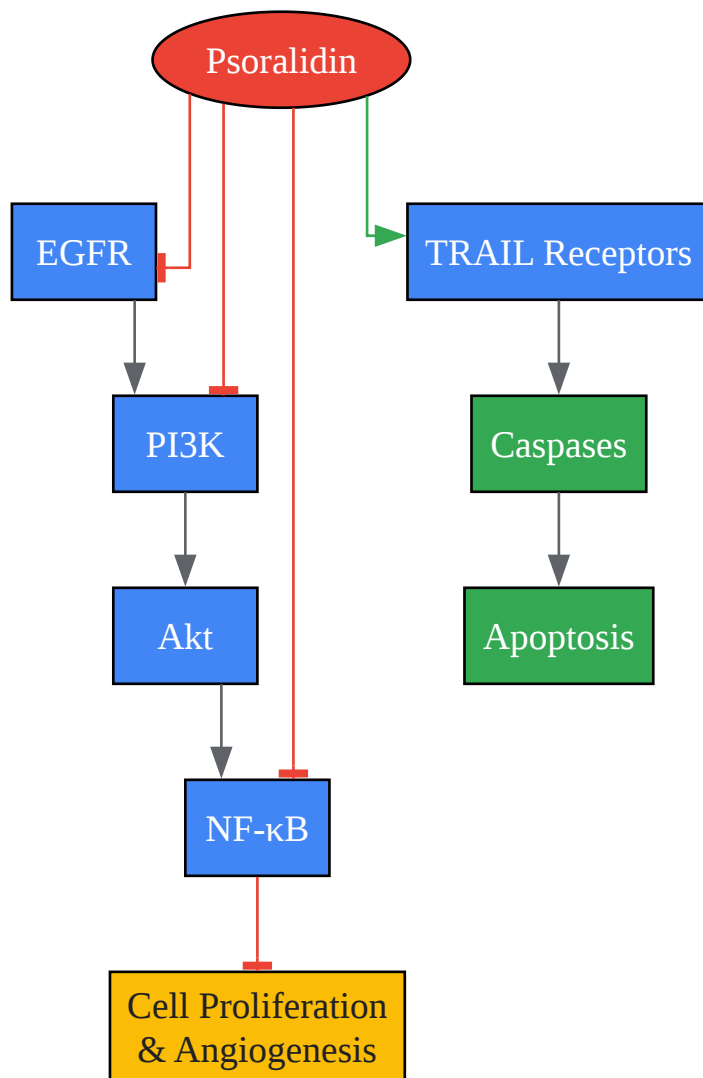 Psoralidin
EGFR
TRAIL Receptors
PI3K
Caspases
Akt
Apoptosis
NF-κB
Cell Proliferation
& Angiogenesis